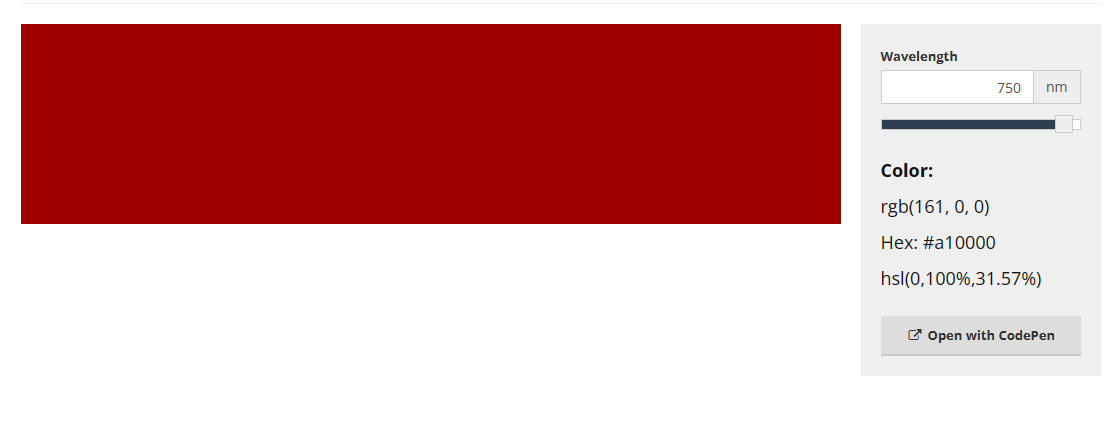 Wavelength
750 nm
Color:
rgb(161, 0, 0)
Hex: #a10000
hsl(0,100%,31.57%)
Open with CodePen